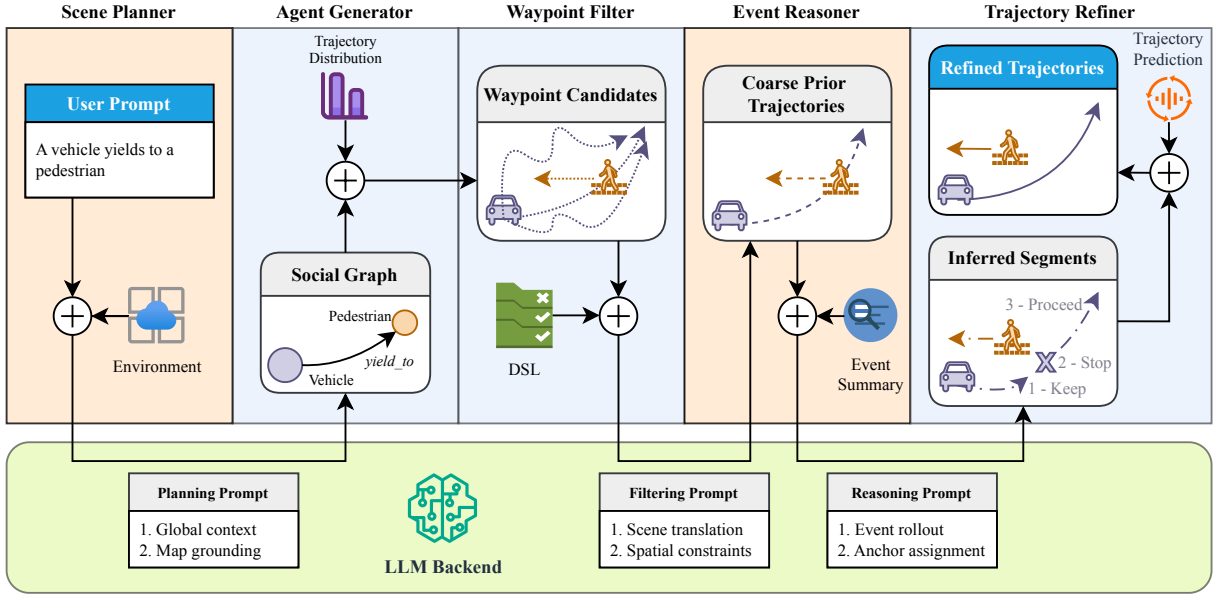 Scene Planner
Agent Generator
Waypoint Filter
Event Reasoner
Trajectory Refiner
User Prompt
A vehicle yields to a
pedestrian
Environment
Trajectory
Distribution
Social Graph
Pedestrian
yield_to
Vehicle
Waypoint Candidates
DSL
Coarse Prior
Trajectories
Event
Summary
Refined Trajectories
Trajectory
Prediction
Inferred Segments
3 - Proceed
2 - Stop
1 - Keep
Planning Prompt
1. Global context
2. Map grounding
LLM Backend
Filtering Prompt
1. Scene translation
2. Spatial constraints
Reasoning Prompt
1. Event rollout
2. Anchor assignment